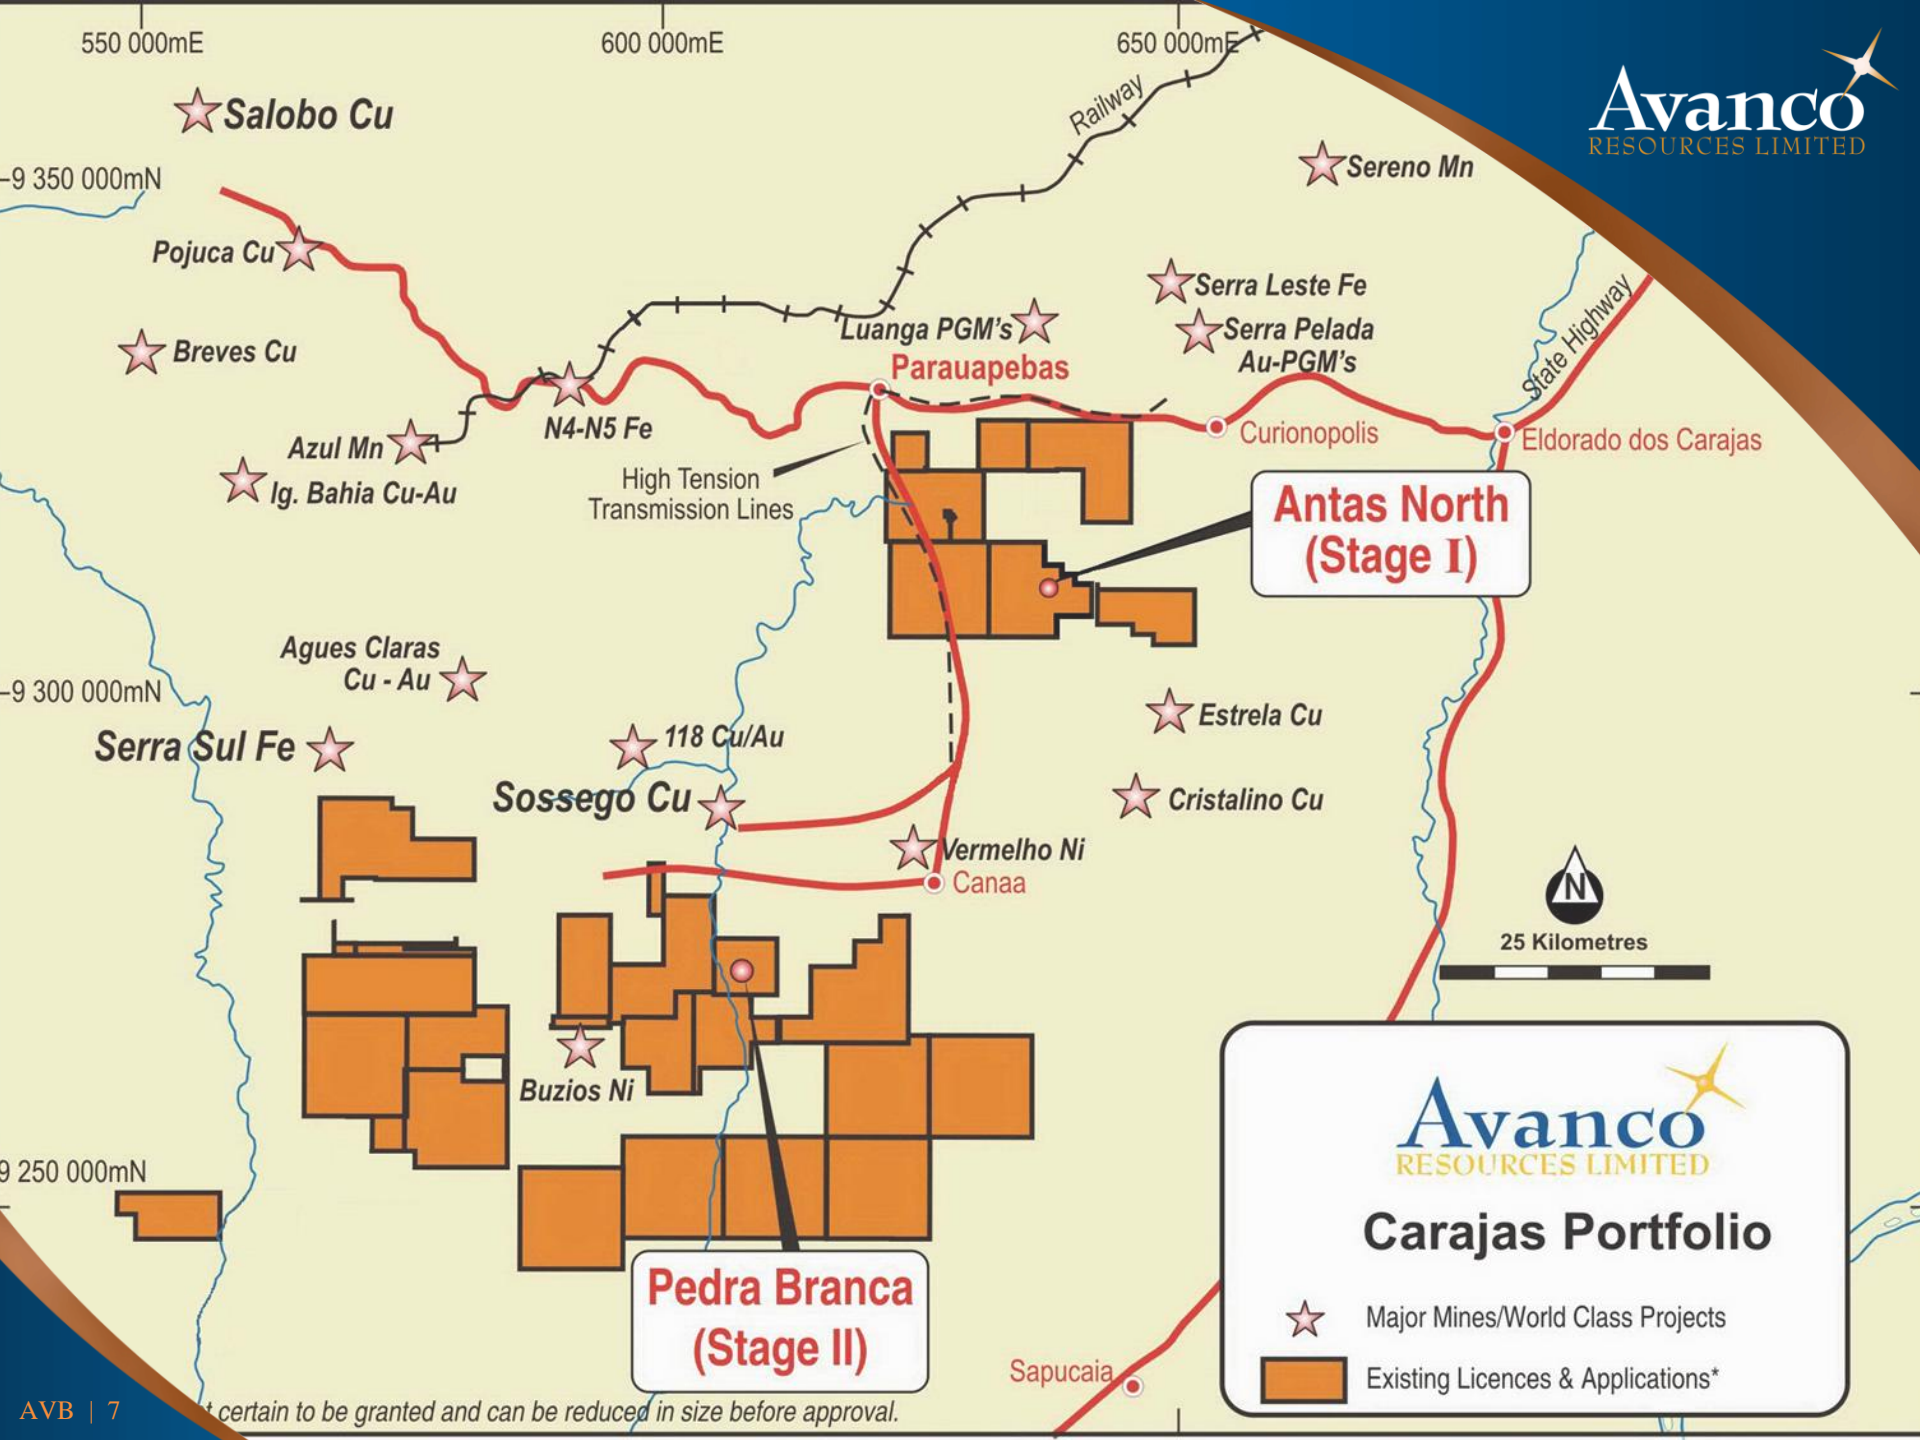 550 000mE
600 000mE
650 000mE
Avanco
RESOURCES LIMITED
Salobo Cu
Railway
Sereno Mn
9 350 000mN
Pojuca Cu
Serra Leste Fe
Luanga PGM's
Serra Pelada
Au-PGM's
State Highway
Breves Cu
Parauapebas
N4-N5 Fe
Curionopolis
Eldorado dos Carajas
Azul Mn
Ig. Bahia Cu-Au
High Tension
Transmission Lines
Antas North
(Stage I)
Agues Claras
Cu - Au
9 300 000mN
Serra Sul Fe
118 Cu/Au
Estrela Cu
Sossego Cu
Cristalino Cu
Vermelho Ni
Canaa
N
25 Kilometres
Buzios Ni
9 250 000mN
Avanco
RESOURCES LIMITED
Carajas Portfolio
Major Mines/World Class Projects
Existing Licences & Applications*
Pedra Branca
(Stage II)
Sapucaia
AVB | 7
certain to be granted and can be reduced in size before approval.